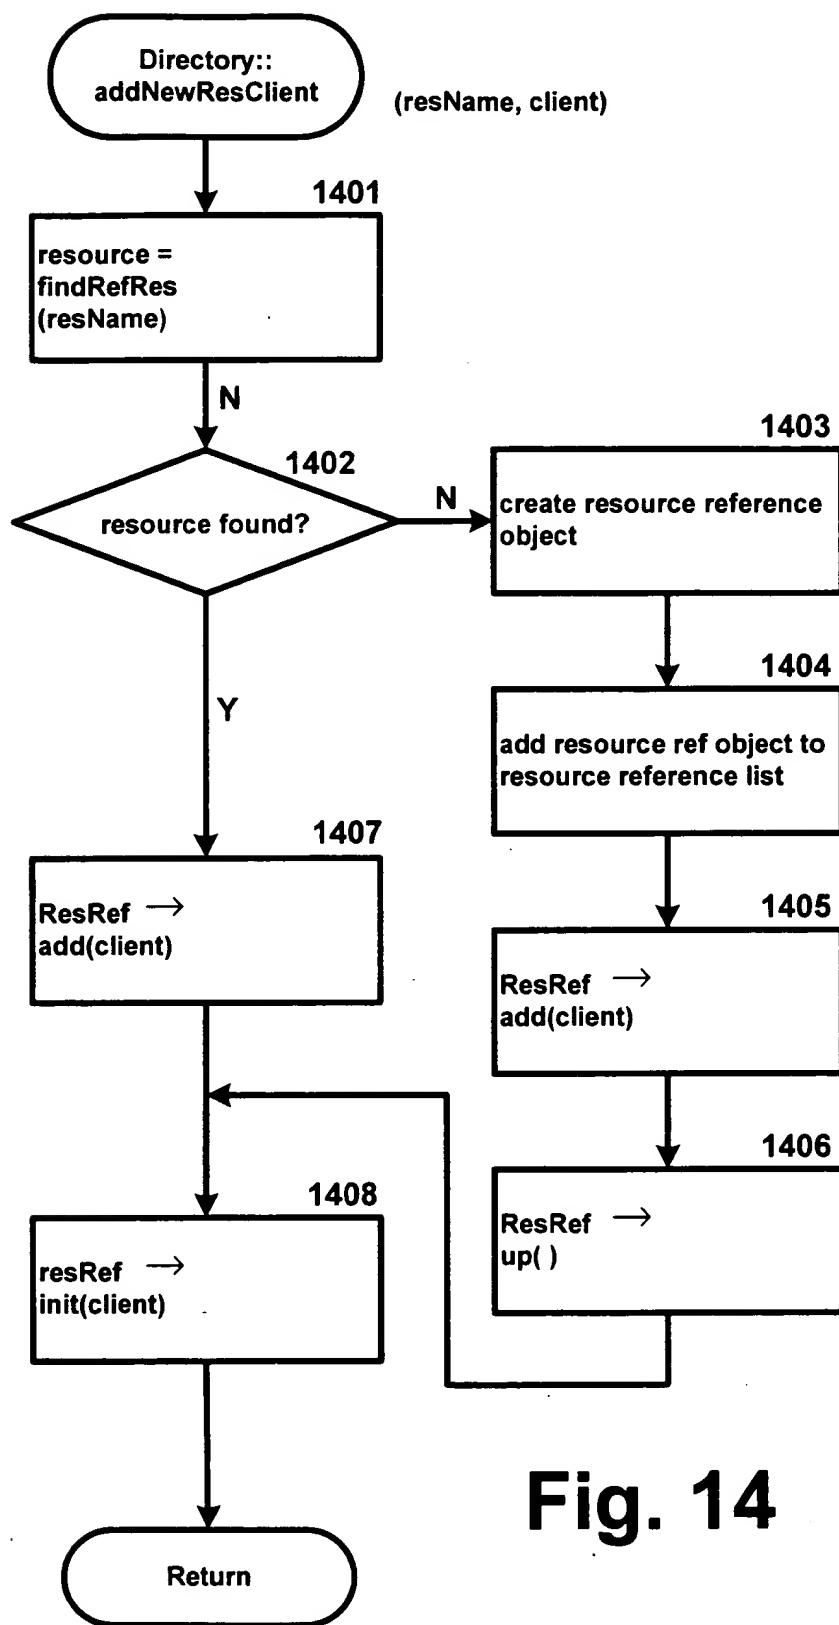 Directory::
addNewResClient
(resName, client)
1401
resource =
findRefRes
(resName)
N
1402
resource found?
N
1403
create resource reference
object
1404
add resource ref object to
resource reference list
Y
1407
ResRef →
add(client)
1405
ResRef →
add(client)
1406
ResRef →
up( )
1408
resRef →
init(client)
Return
Fig. 14